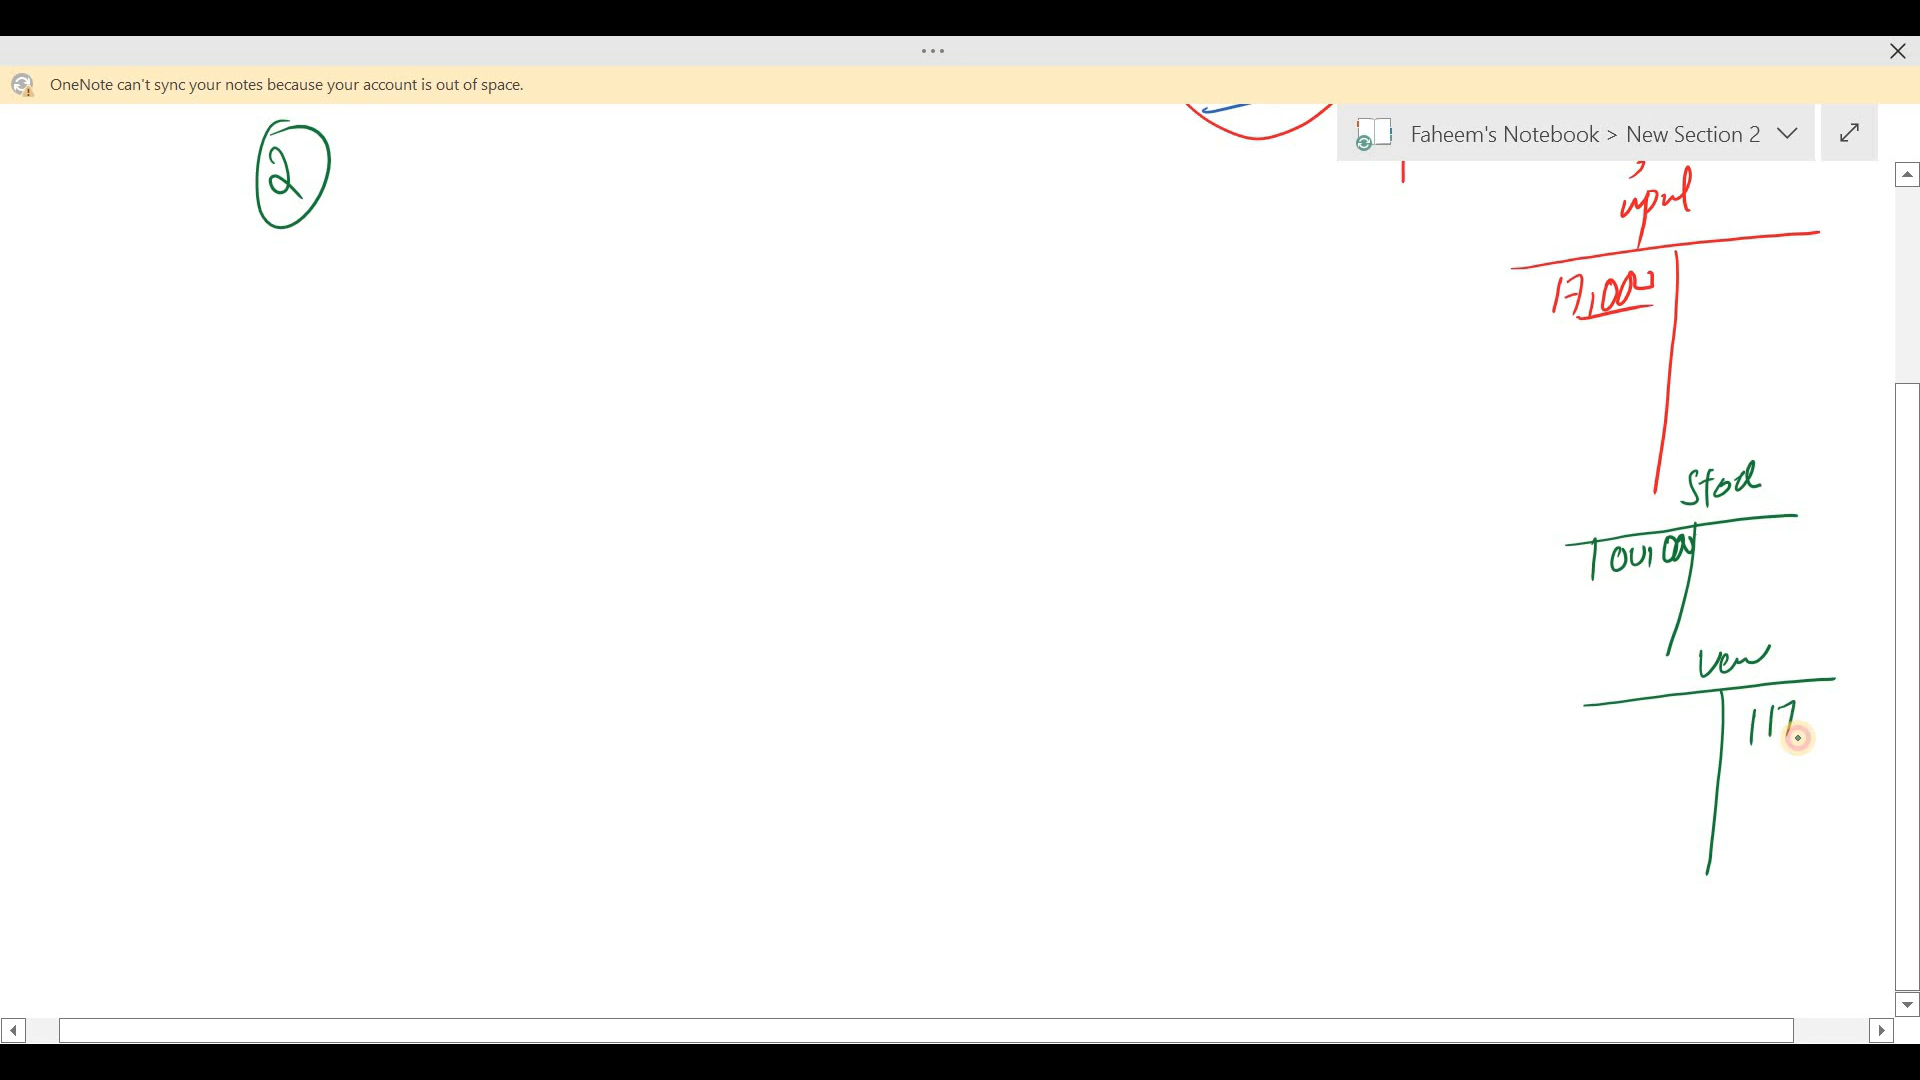 OneNote can't sync your notes because your account is out of space.
Faheem's Notebook > New Section 2
2
input
17,000
Stock
100,000
Ven
117